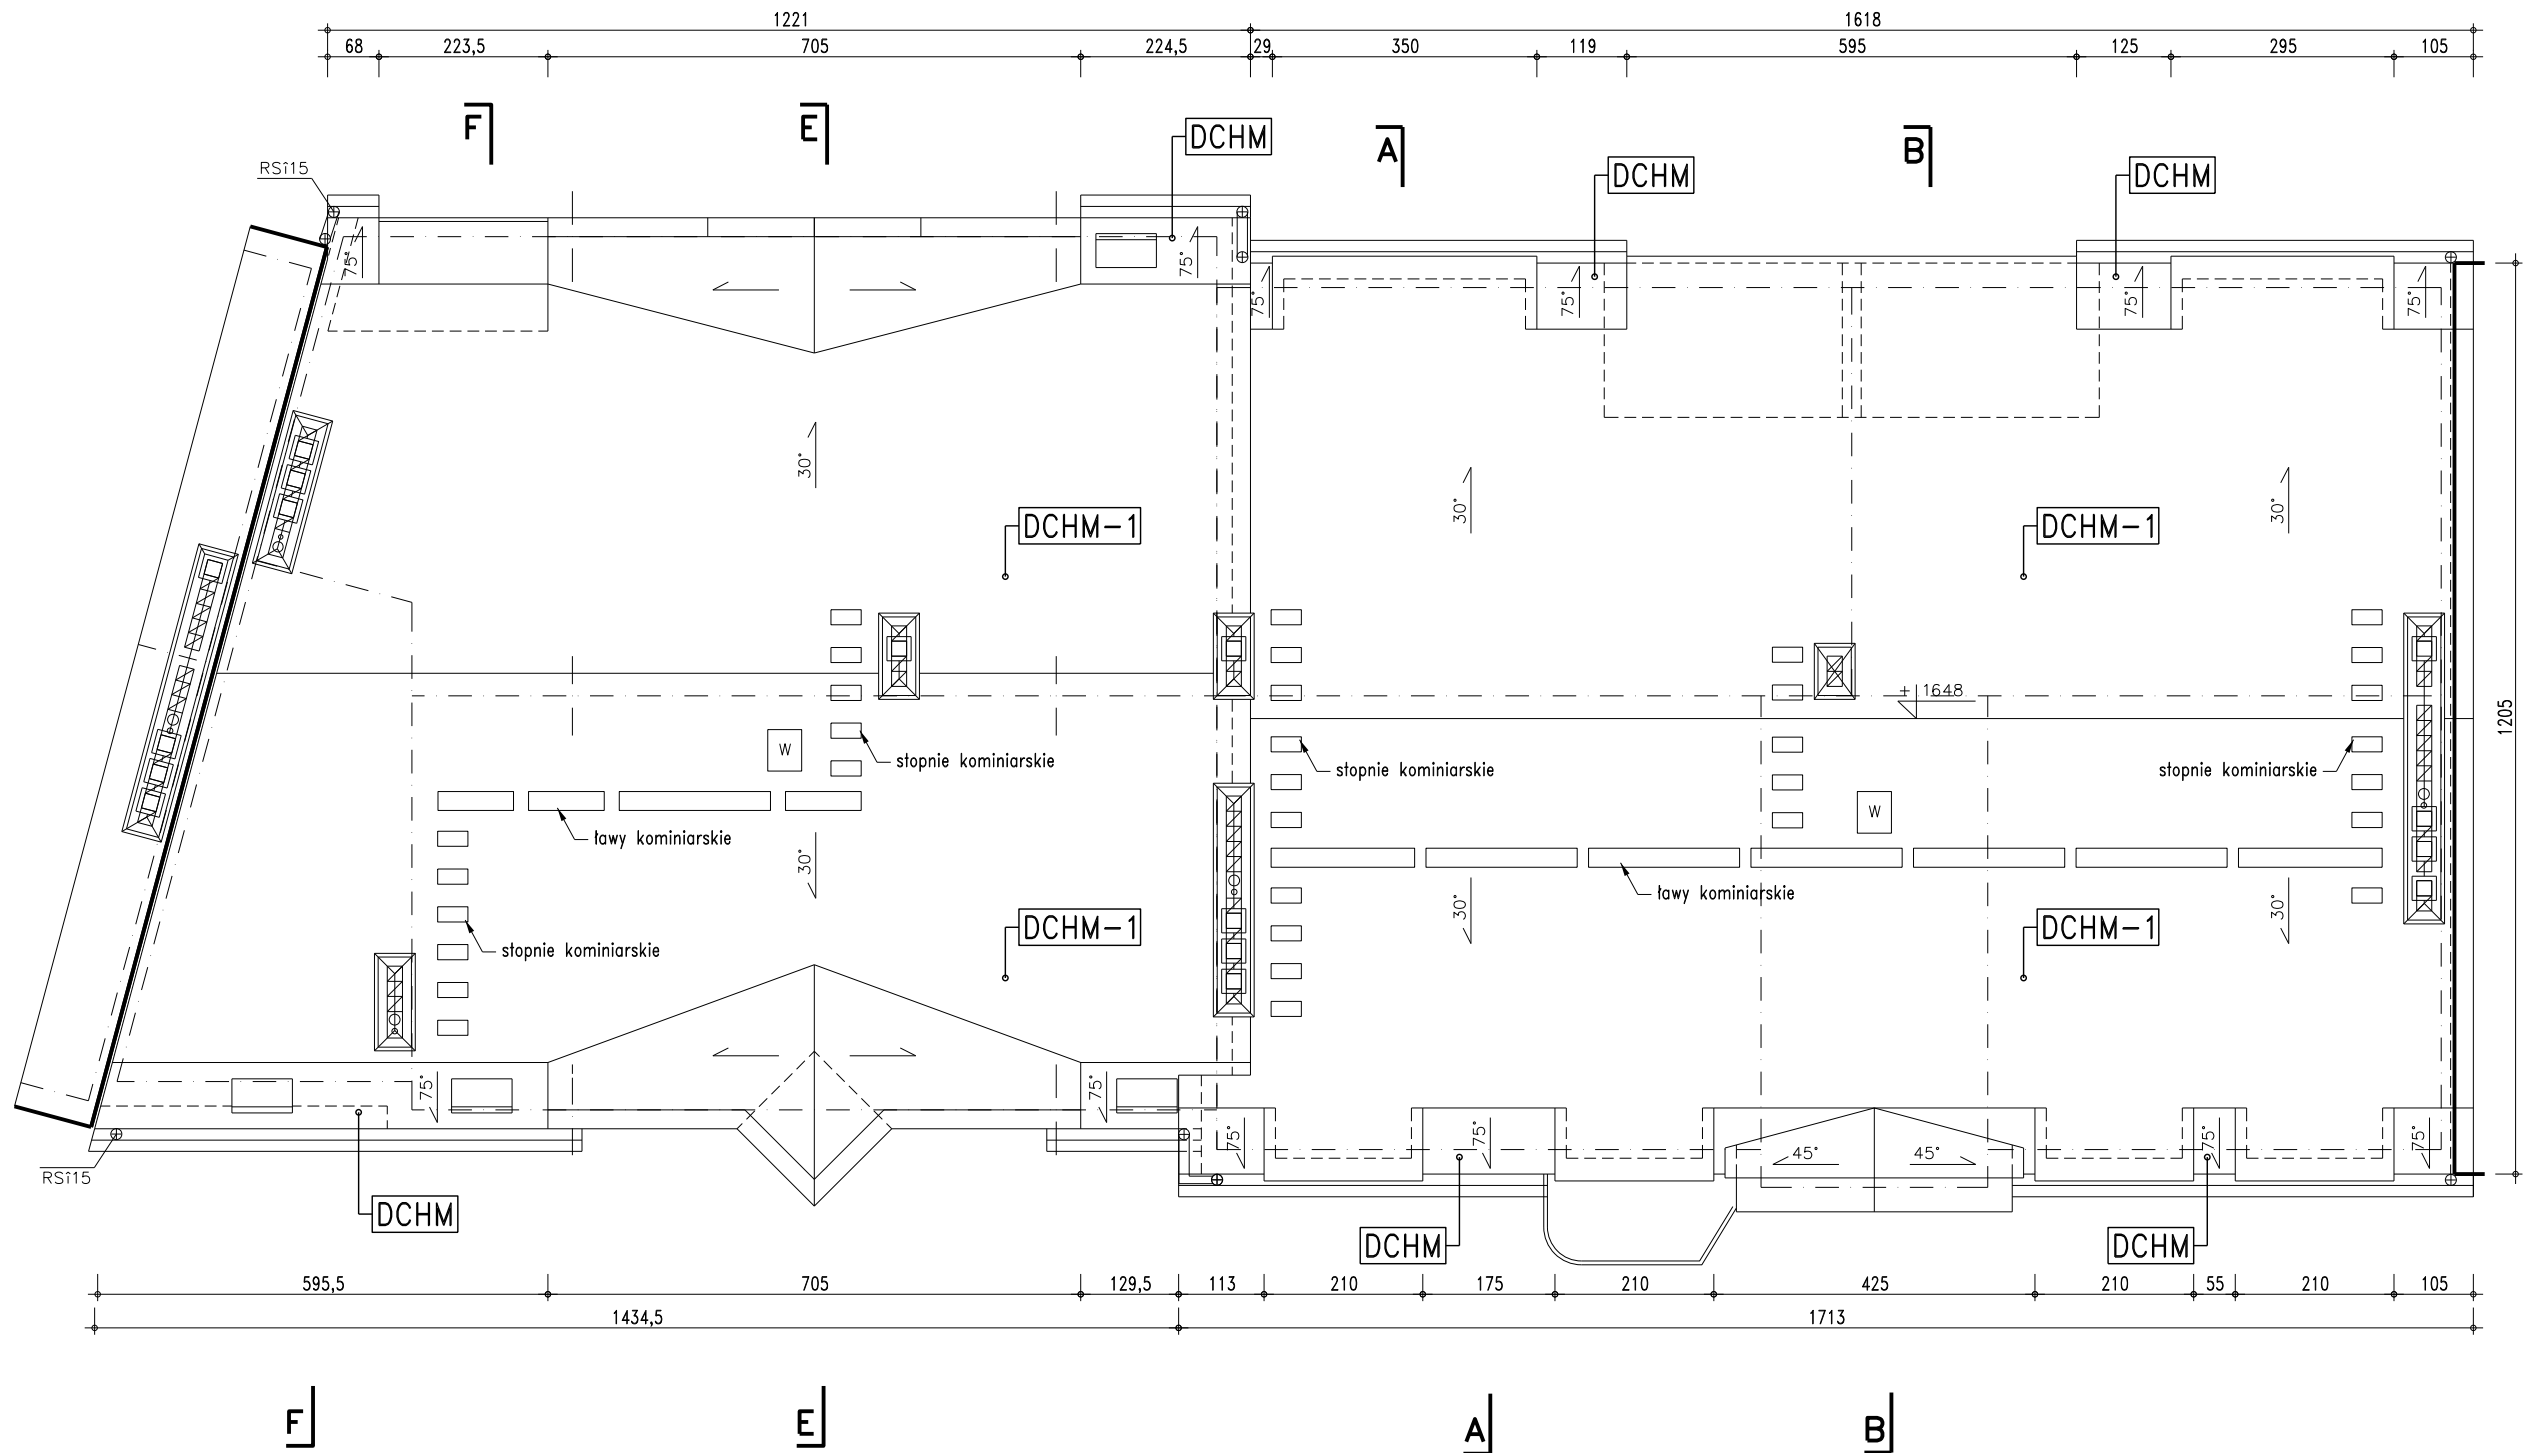 1221 1618
68 223,5 705 224,5 29 350 119 595 125 295 105
F E A B
DCHM
DCHM DCHM
RSî15
75° 75° 75° 75° 75° 75°
30° 30° 30°
DCHM-1 DCHM-1
+ 1648
1205
W stopnie kominiarskie stopnie kominiarskie stopnie kominiarskie
W
ławy kominiarskie
30° ławy kominiarskie
30° 30°
DCHM-1 DCHM-1
stopnie kominiarskie
75° 75°
75° 75° 45° 45° 75° 75°
RSî15
DCHM
DCHM DCHM
595,5 705 129,5 113 210 175 210 425 210 55 210 105
1434,5 1713
F E A B